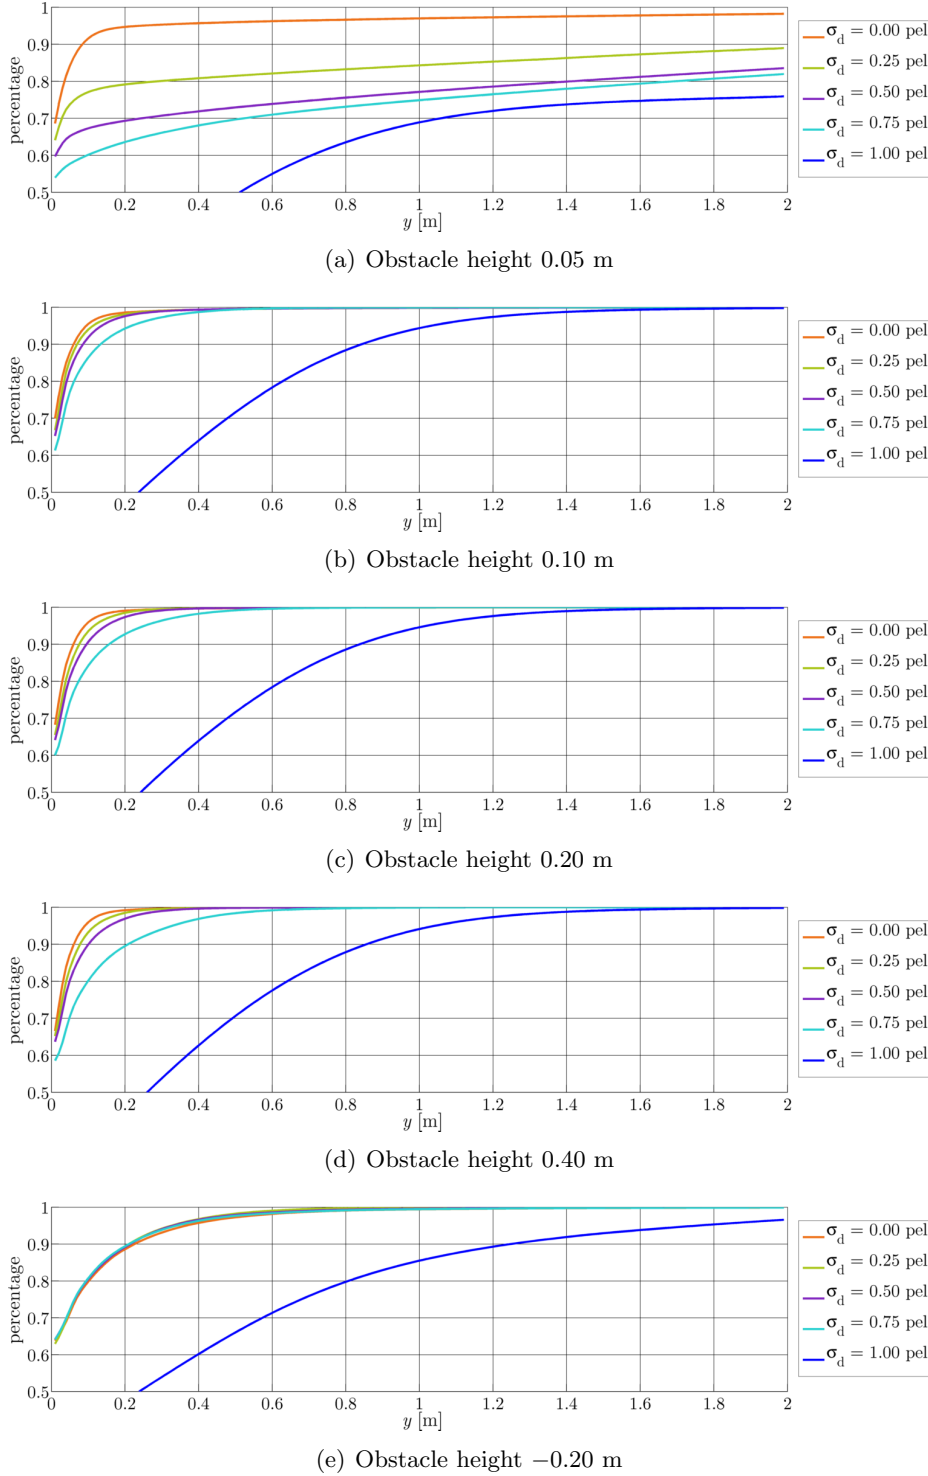 1
0.9
0.8
0.7
0.6
0.5
percentage
0 0.2 0.4 0.6 0.8 1 1.2 1.4 1.6 1.8 2
y [m]
σd = 0.00 pel
σd = 0.25 pel
σd = 0.50 pel
σd = 0.75 pel
σd = 1.00 pel
(a) Obstacle height 0.05 m
1
0.9
0.8
0.7
0.6
0.5
percentage
0 0.2 0.4 0.6 0.8 1 1.2 1.4 1.6 1.8 2
y [m]
σd = 0.00 pel
σd = 0.25 pel
σd = 0.50 pel
σd = 0.75 pel
σd = 1.00 pel
(b) Obstacle height 0.10 m
1
0.9
0.8
0.7
0.6
0.5
percentage
0 0.2 0.4 0.6 0.8 1 1.2 1.4 1.6 1.8 2
y [m]
σd = 0.00 pel
σd = 0.25 pel
σd = 0.50 pel
σd = 0.75 pel
σd = 1.00 pel
(c) Obstacle height 0.20 m
1
0.9
0.8
0.7
0.6
0.5
percentage
0 0.2 0.4 0.6 0.8 1 1.2 1.4 1.6 1.8 2
y [m]
σd = 0.00 pel
σd = 0.25 pel
σd = 0.50 pel
σd = 0.75 pel
σd = 1.00 pel
(d) Obstacle height 0.40 m
1
0.9
0.8
0.7
0.6
0.5
percentage
0 0.2 0.4 0.6 0.8 1 1.2 1.4 1.6 1.8 2
y [m]
σd = 0.00 pel
σd = 0.25 pel
σd = 0.50 pel
σd = 0.75 pel
σd = 1.00 pel
(e) Obstacle height −0.20 m